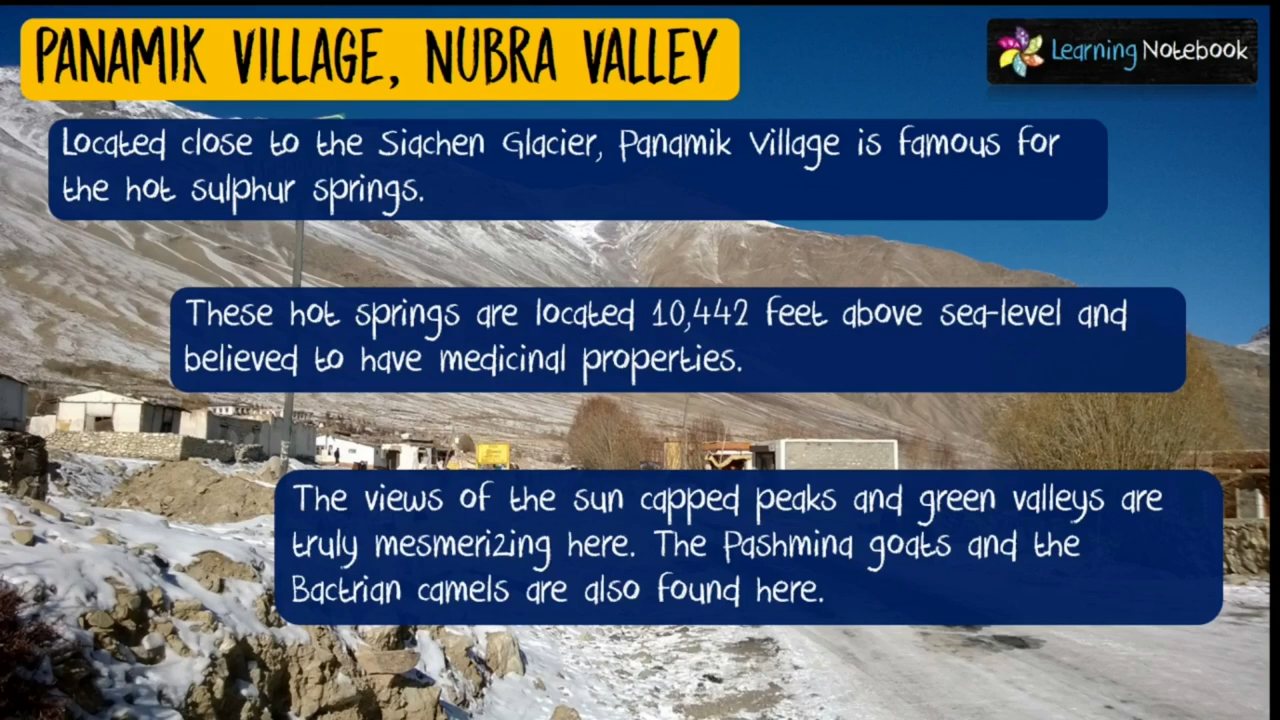 PANAMIK VILLAGE, NUBRA VALLEY
Learning Notebook
Located close to the Siachen Glacier, Panamik Village is famous for
the hot sulphur springs.
These hot springs are located 10,442 feet above sea-level and
believed to have medicinal properties.
The views of the sun capped peaks and green valleys are
truly mesmerizing here. The Pashmina goats and the
Bactrian camels are also found here.